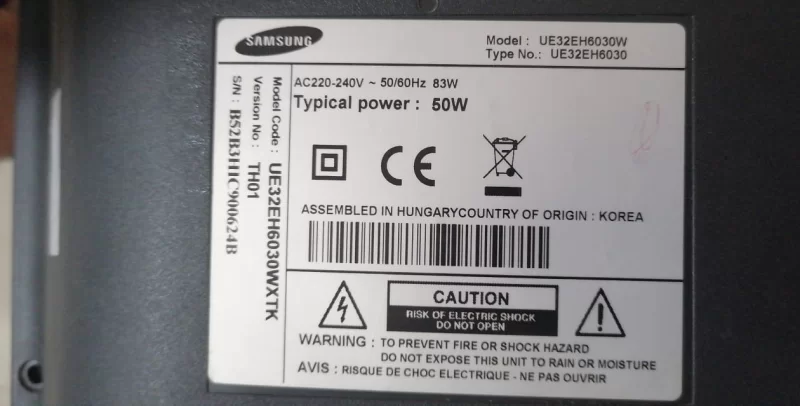 SAMSUNG
Model : UE32EH6030W
Type No.: UE32EH6030
AC220-240V ~ 50/60Hz 83W
Typical power : 50W
ASSEMBLED IN HUNGARYCOUNTRY OF ORIGIN : KOREA
CAUTION
RISK OF ELECTRIC SHOCK
DO NOT OPEN
WARNING : TO PREVENT FIRE OR SHOCK HAZARD
DO NOT EXPOSE THIS UNIT TO RAIN OR MOISTURE
AVIS : RISQUE DE CHOC ELECTRIQUE - NE PAS OUVRIR
Model Code : UE32EH6030WXTK
Version No : TH01
S/N : B52B3HIC900624B